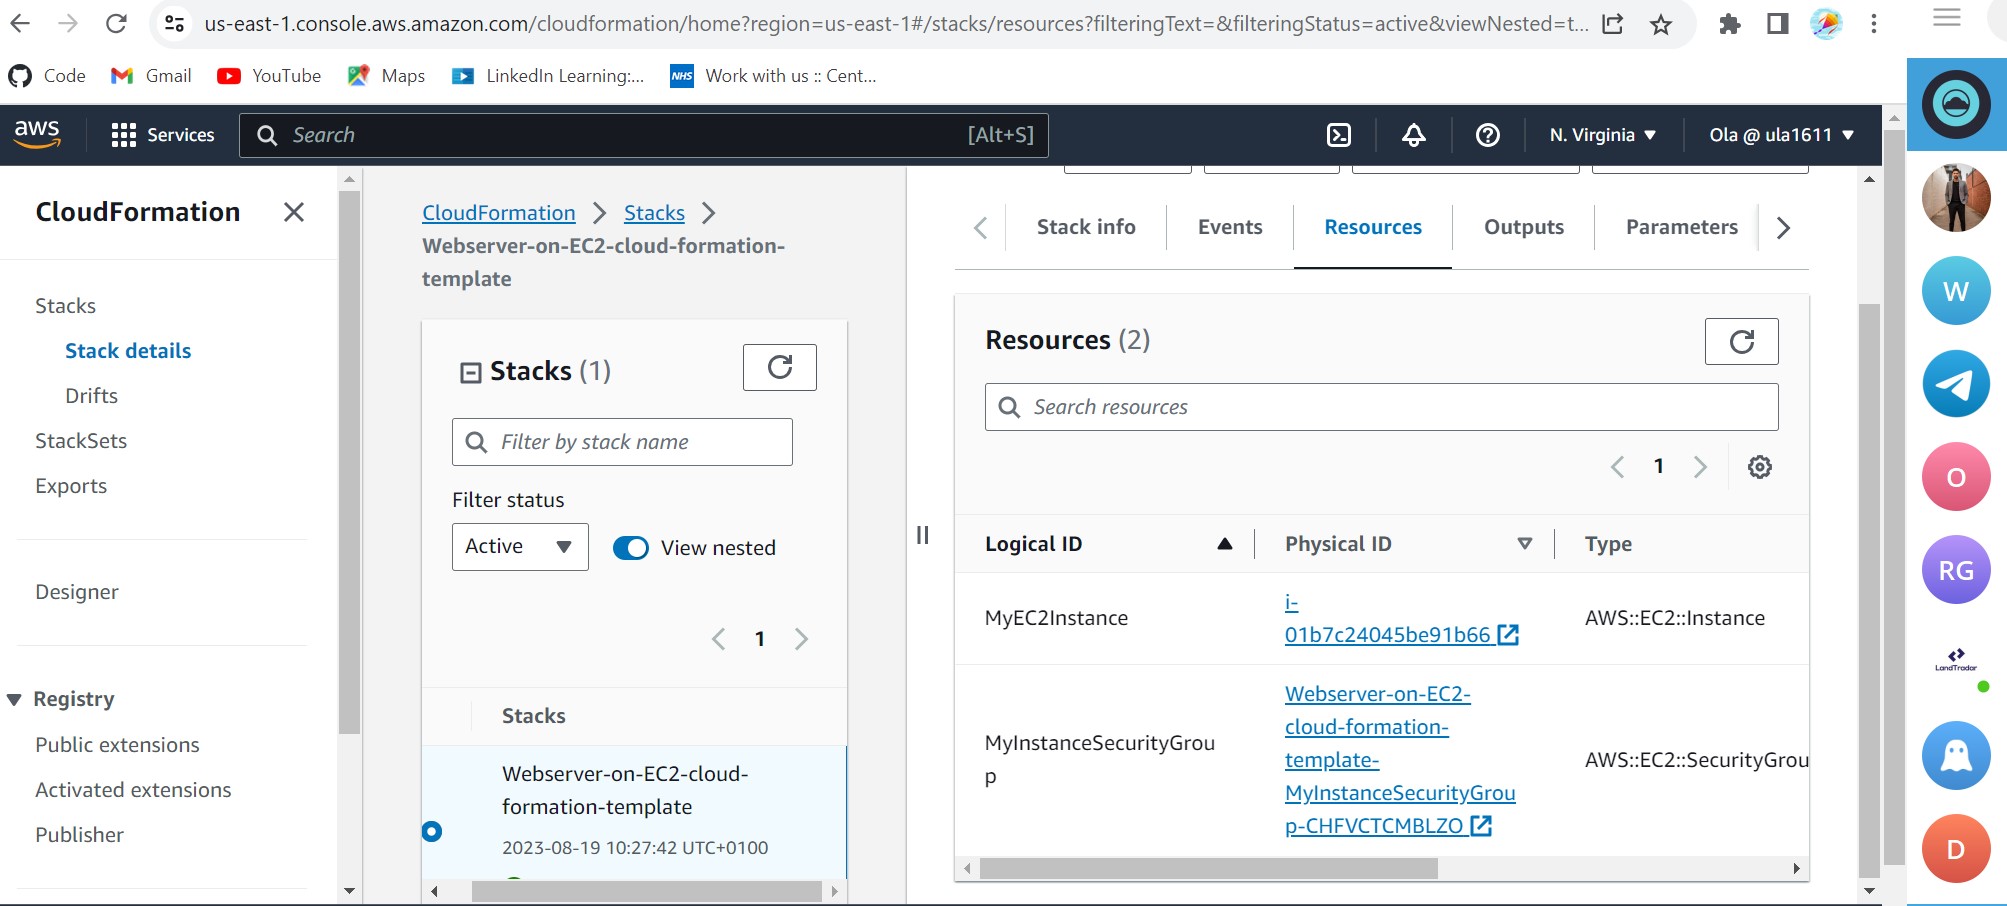 us-east-1.console.aws.amazon.com/cloudformation/home?region=us-east-1#/stacks/resources?filteringText=&filteringStatus=active&viewNested=t...
Code
Gmail
YouTube
Maps
LinkedIn Learning:...
NHS
Work with us :: Cent...
aws
Services
Search
[Alt+S]
N. Virginia
Ola @ ula1611
CloudFormation
Stacks
Stack details
Drifts
StackSets
Exports
Designer
Registry
Public extensions
Activated extensions
Publisher
CloudFormation
Stacks
Webserver-on-EC2-cloud-formation-
template
Stacks (1)
Filter by stack name
Filter status
Active
View nested
1
Stacks
Webserver-on-EC2-cloud-
formation-template
2023-08-19 10:27:42 UTC+0100
Stack info
Events
Resources
Outputs
Parameters
Resources (2)
Search resources
1
Logical ID
Physical ID
Type
MyEC2Instance
i-
01b7c24045be91b66
AWS::EC2::Instance
MyInstanceSecurityGrou
p
Webserver-on-EC2-
cloud-formation-
template-
MyInstanceSecurityGrou
p-CHFVCTCMBLZO
AWS::EC2::SecurityGrou
W
O
RG
LandTrador
D